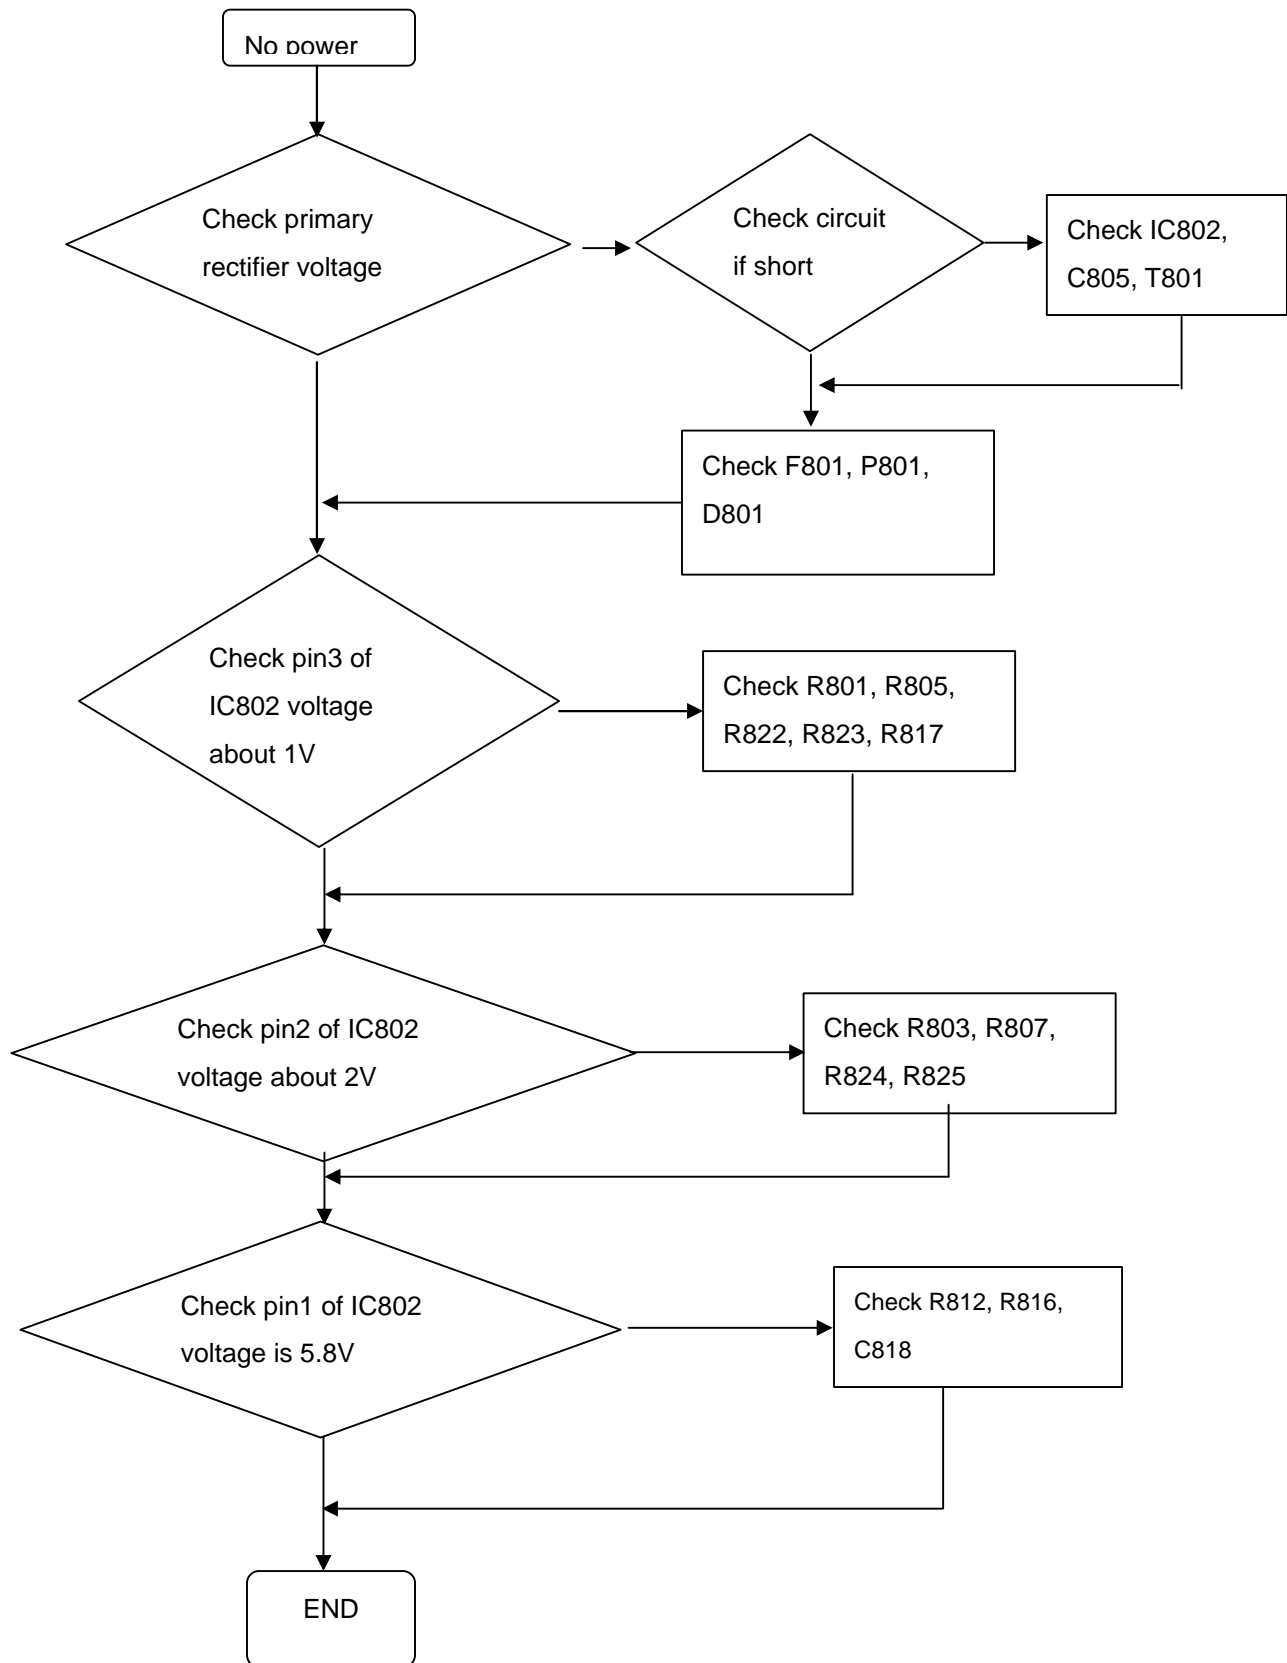 No power
Check primary
rectifier voltage
Check circuit
if short
Check IC802,
C805, T801
Check F801, P801,
D801
Check pin3 of
IC802 voltage
about 1V
Check R801, R805,
R822, R823, R817
Check pin2 of IC802
voltage about 2V
Check R803, R807,
R824, R825
Check pin1 of IC802
voltage is 5.8V
Check R812, R816,
C818
END